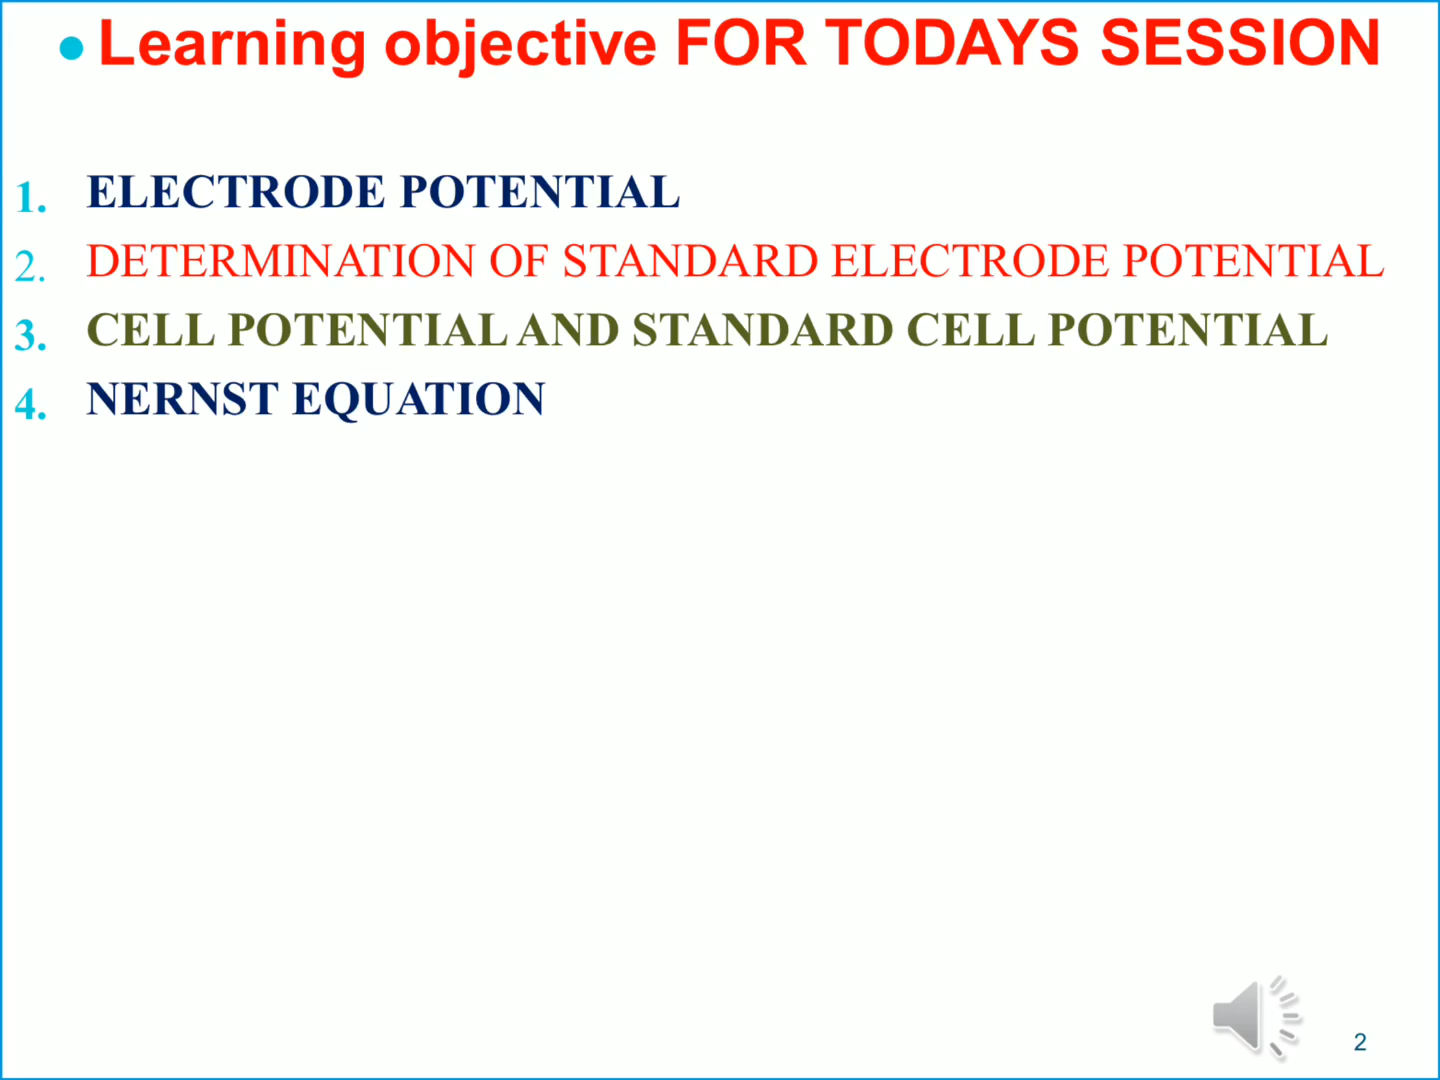 • Learning objective FOR TODAYS SESSION
1. ELECTRODE POTENTIAL
2. DETERMINATION OF STANDARD ELECTRODE POTENTIAL
3. CELL POTENTIAL AND STANDARD CELL POTENTIAL
4. NERNST EQUATION
2